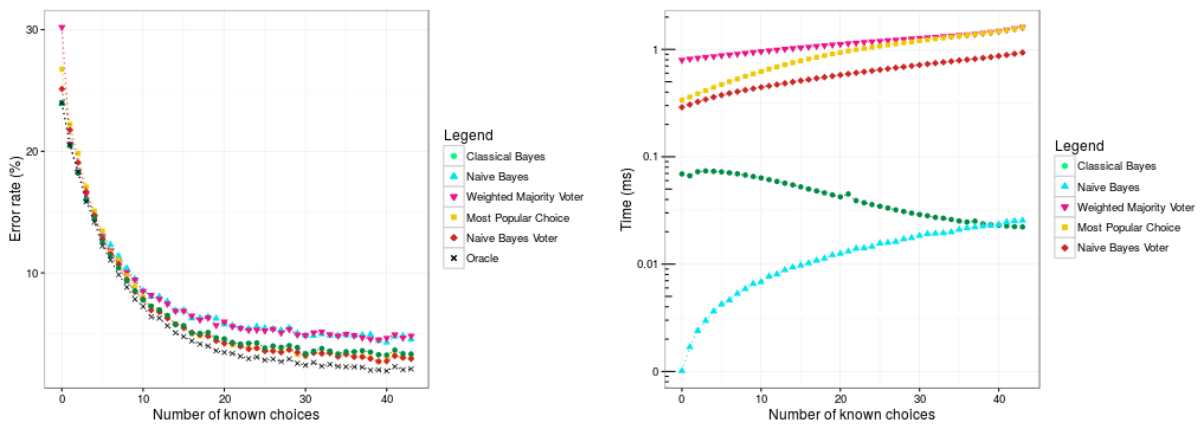 30
20
10
Error rate (%)
0
10
20
30
40
Number of known choices
Legend
Classical Bayes
Naive Bayes
Weighted Majority Voter
Most Popular Choice
Naive Bayes Voter
Oracle
1
0.1
0.01
0
Time (ms)
0
10
20
30
40
Number of known choices
Legend
Classical Bayes
Naive Bayes
Weighted Majority Voter
Most Popular Choice
Naive Bayes Voter